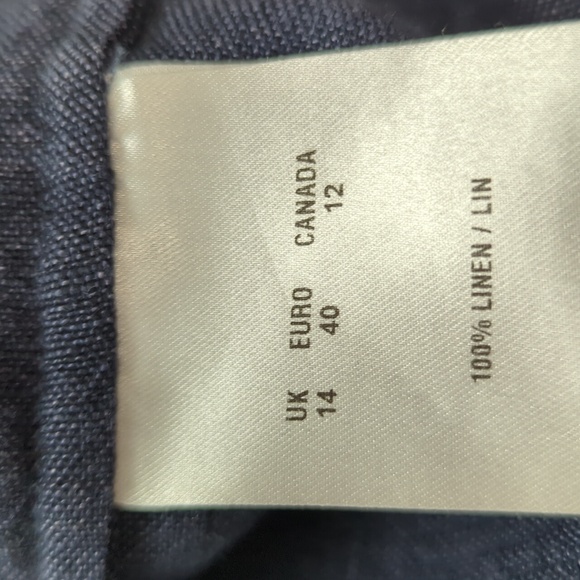 UK EURO CANADA
14 40 12
100% LINEN / LIN